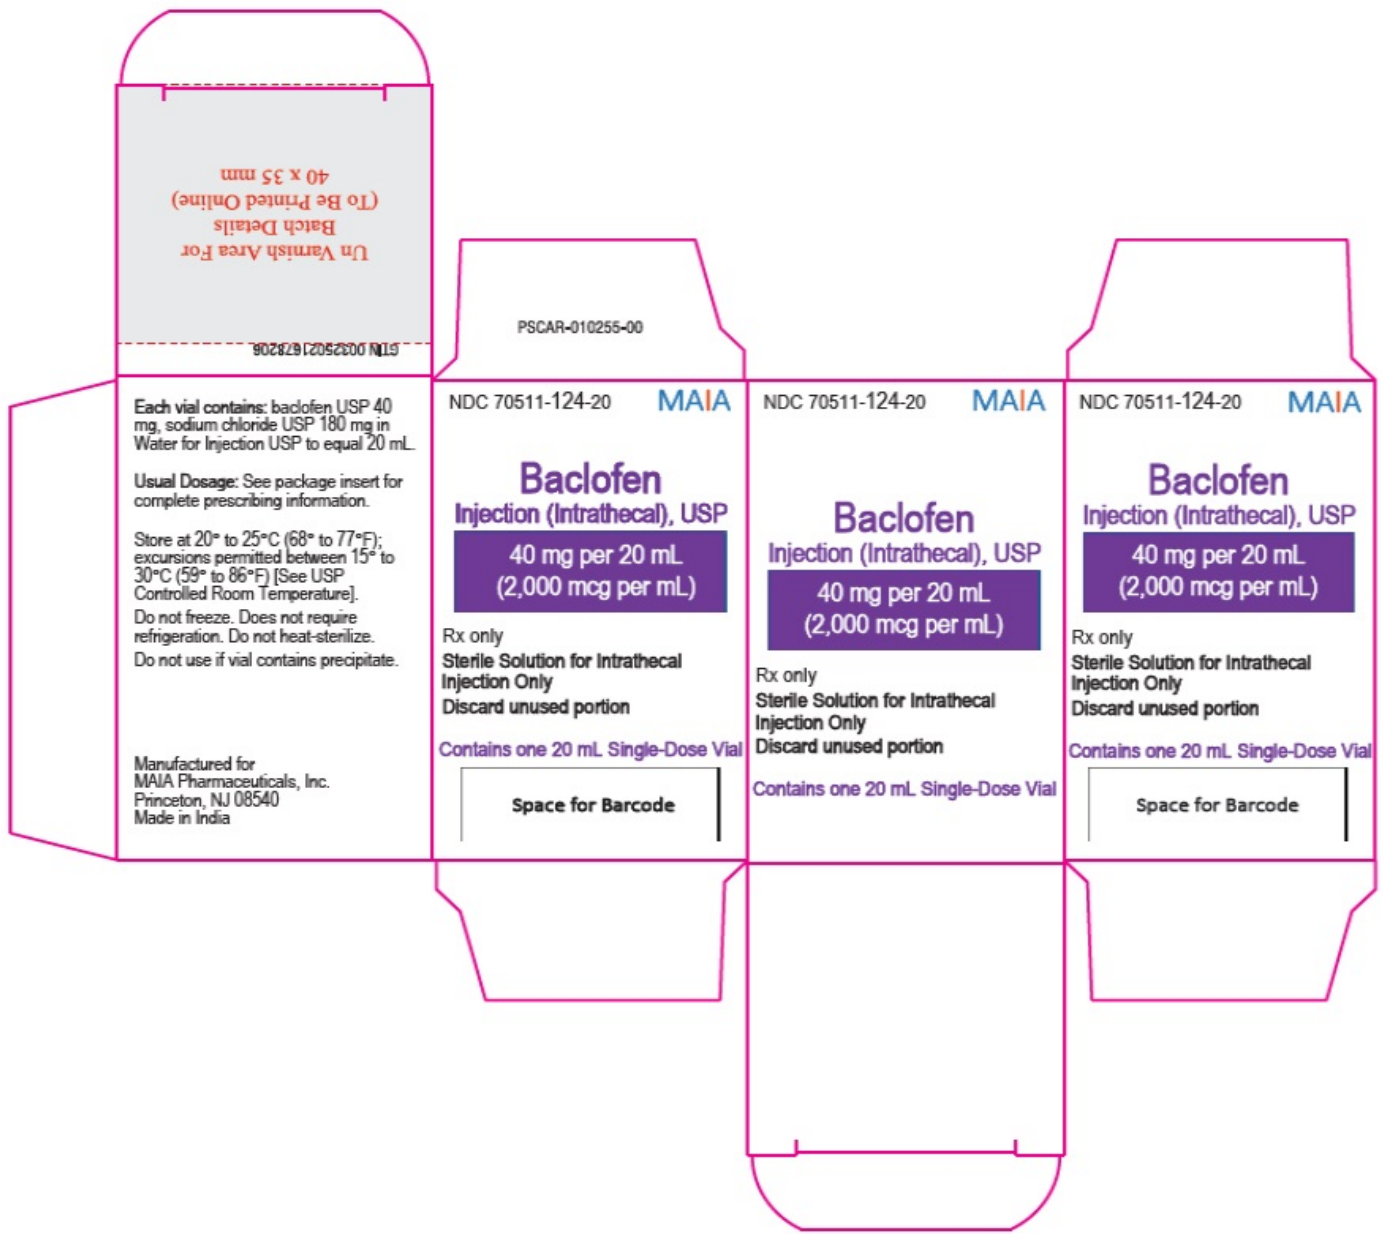 Un Varnish Area For
Batch Details
(To Be Printed Online)
40 x 35 mm
GTIN 00325021678206
PSCAR-010255-00
Each vial contains: baclofen USP 40
mg, sodium chloride USP 180 mg in
Water for Injection USP to equal 20 mL.
Usual Dosage: See package insert for
complete prescribing information.
Store at 20° to 25°C (68° to 77°F);
excursions permitted between 15° to
30°C (59° to 86°F) [See USP
Controlled Room Temperature].
Do not freeze. Does not require
refrigeration. Do not heat-sterilize.
Do not use if vial contains precipitate.
Manufactured for
MAIA Pharmaceuticals, Inc.
Princeton, NJ 08540
Made in India
NDC 70511-124-20 MAIA
Baclofen
Injection (Intrathecal), USP
40 mg per 20 mL
(2,000 mcg per mL)
Rx only
Sterile Solution for Intrathecal
Injection Only
Discard unused portion
Contains one 20 mL Single-Dose Vial
Space for Barcode
NDC 70511-124-20 MAIA
Baclofen
Injection (Intrathecal), USP
40 mg per 20 mL
(2,000 mcg per mL)
Rx only
Sterile Solution for Intrathecal
Injection Only
Discard unused portion
Contains one 20 mL Single-Dose Vial
NDC 70511-124-20 MAIA
Baclofen
Injection (Intrathecal), USP
40 mg per 20 mL
(2,000 mcg per mL)
Rx only
Sterile Solution for Intrathecal
Injection Only
Discard unused portion
Contains one 20 mL Single-Dose Vial
Space for Barcode